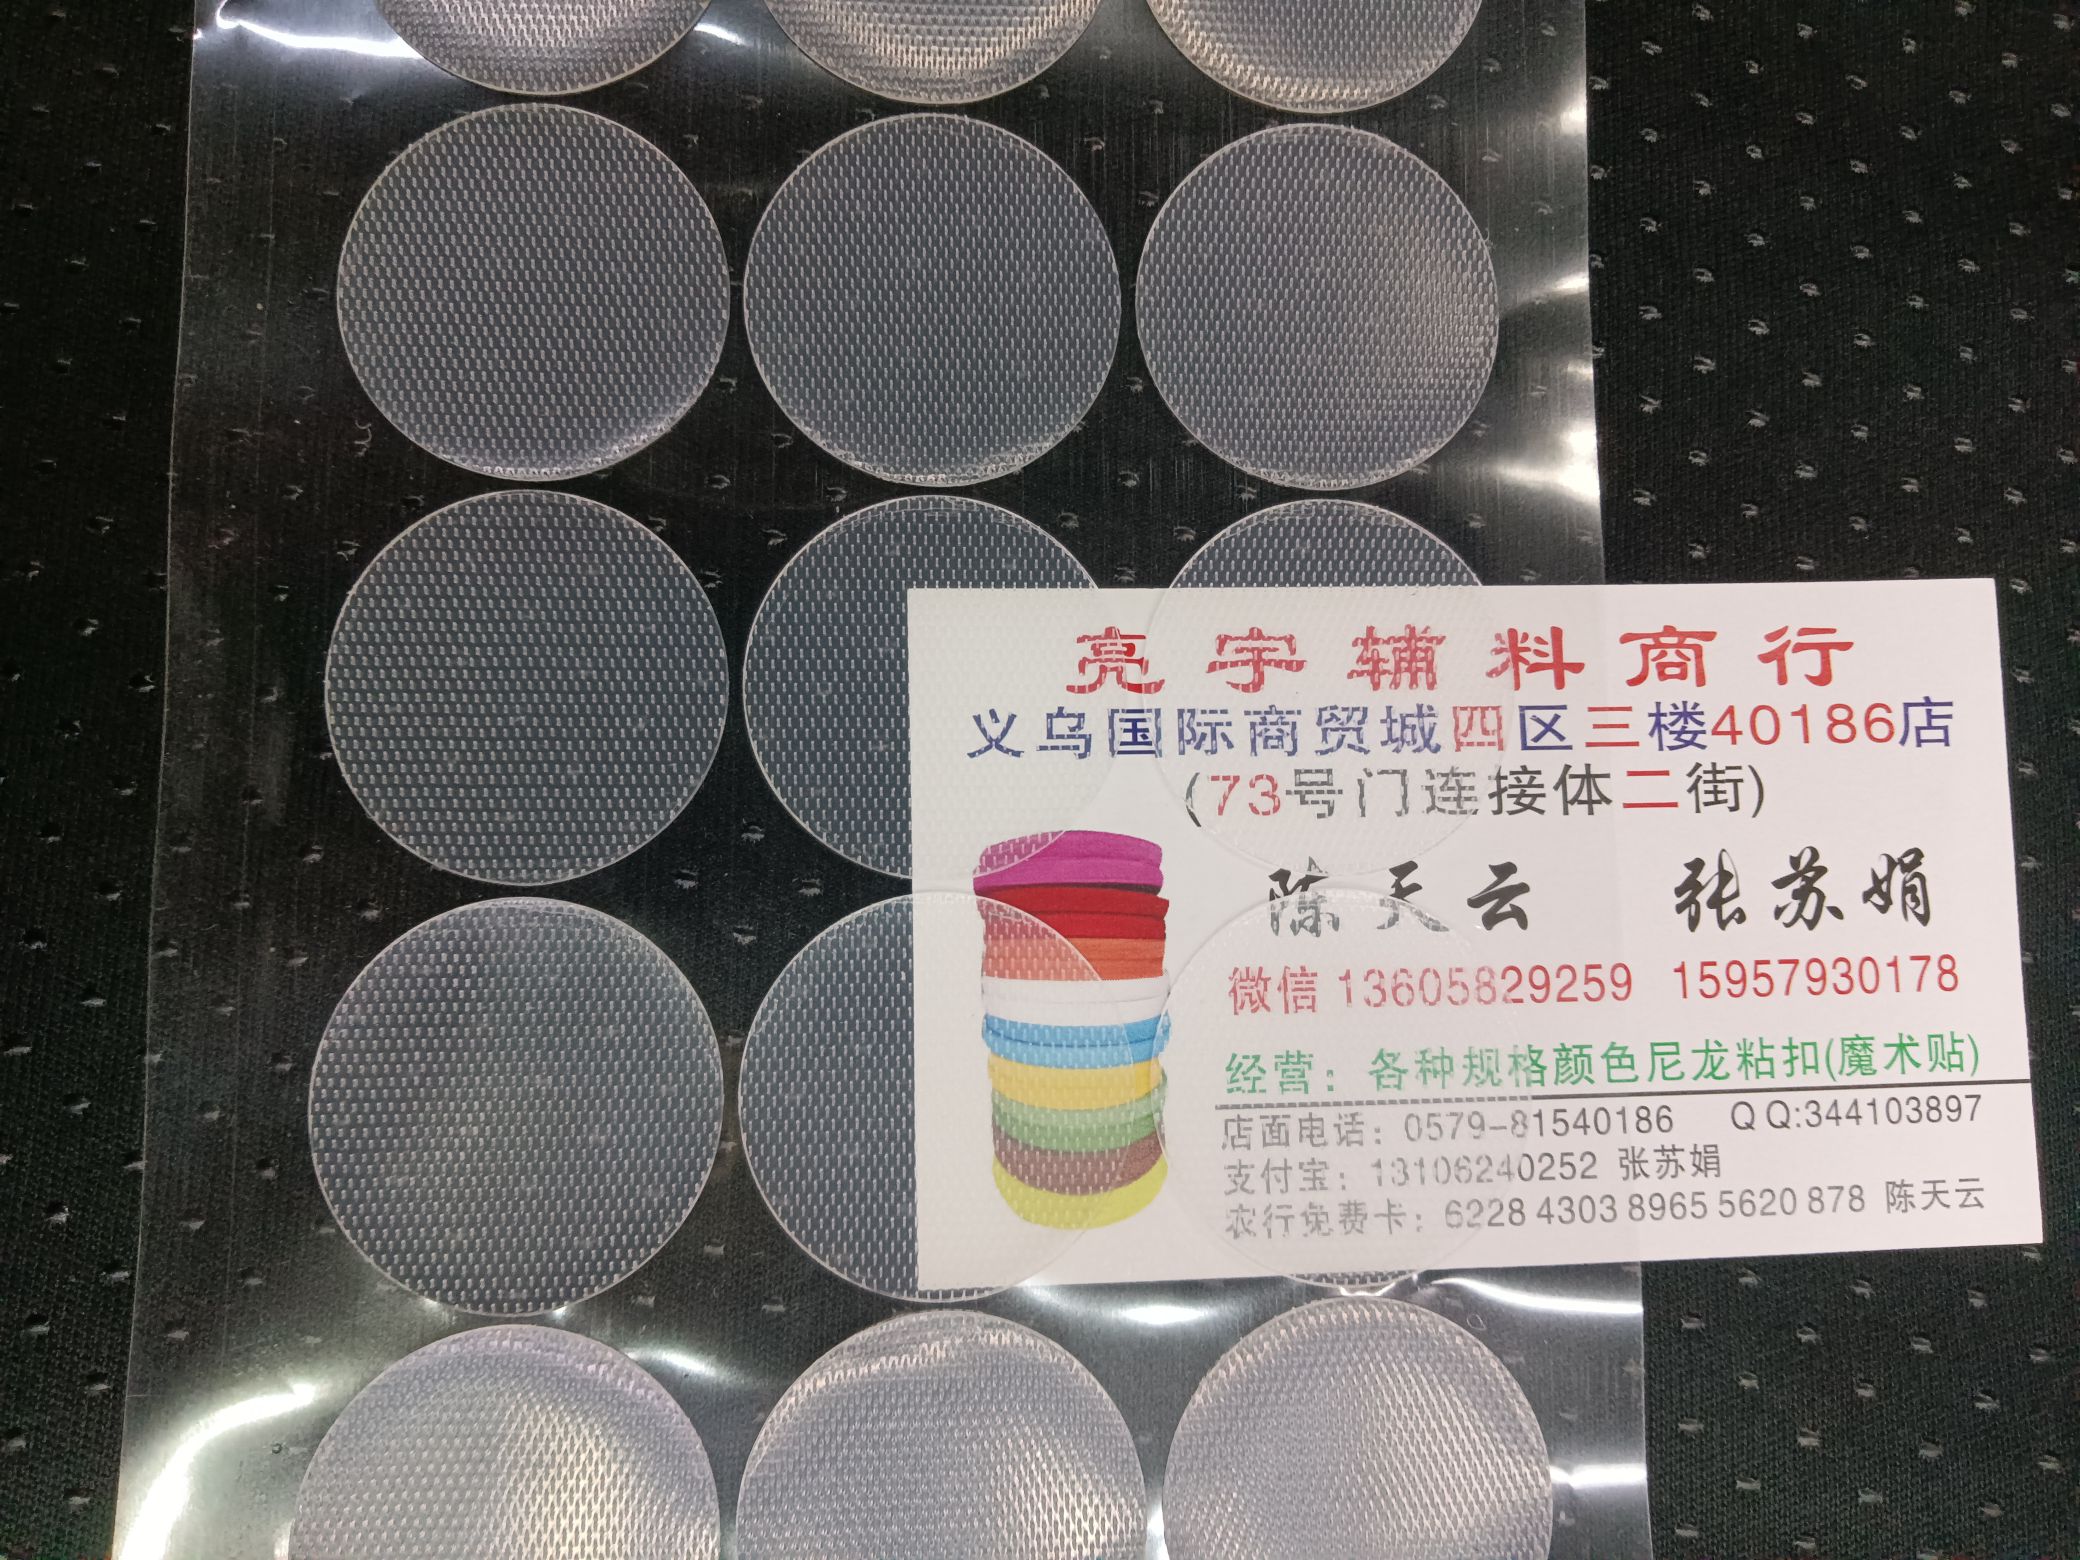 亮宇辅料商行
义乌国际商贸城四区三楼40186店
(73号门连接体二街)
陈天云 张苏娟
微信 13605829259 15957930178
经营：各种规格颜色尼龙粘扣(魔术贴)
店面电话：0579-81540186 QQ:344103897
支付宝：13106240252 张苏娟
农行免费卡：6228 4303 8965 5620 878 陈天云